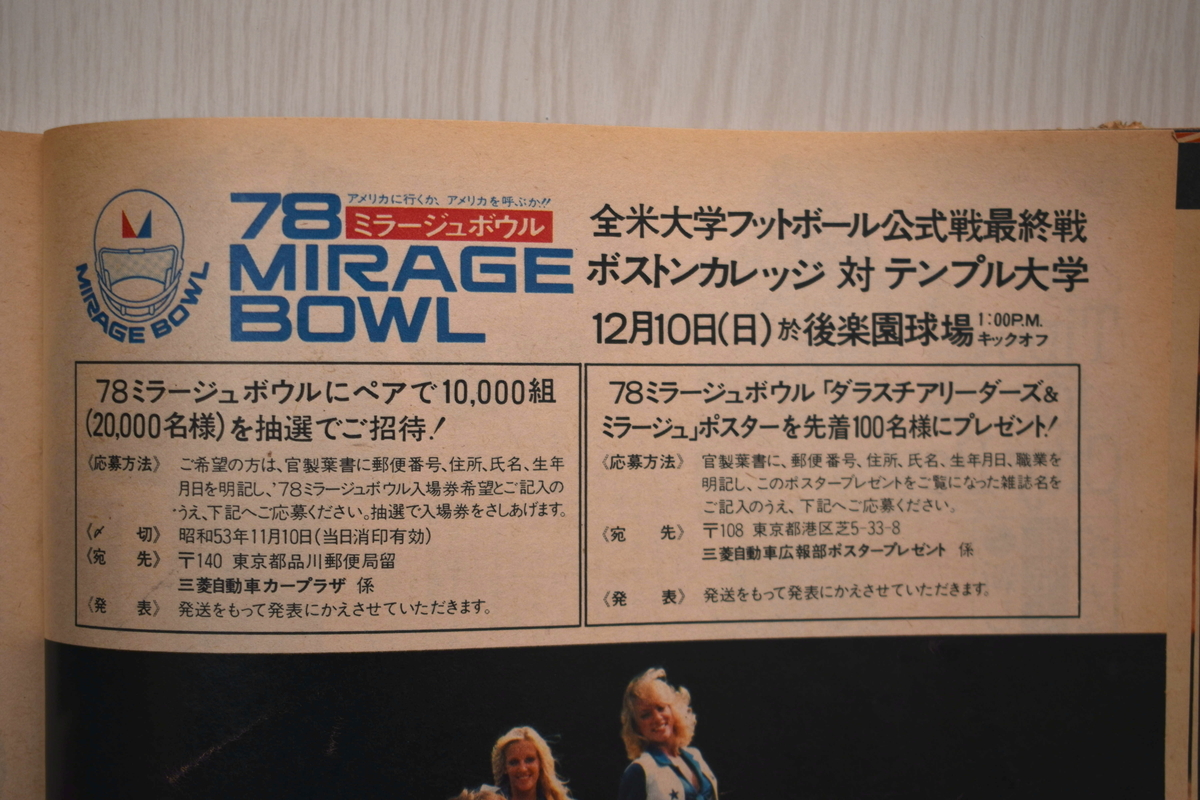 MIRAGE BOWL
78
アメリカに行くか、アメリカを呼ぶか!!
ミラージュボウル
MIRAGE
BOWL
全米大学フットボール公式戦最終戦
ボストンカレッジ 対 テンプル大学
12月10日(日)於後楽園球場 1:00P.M.
キックオフ
78ミラージュボウルにペアで10,000組
(20,000名様)を抽選でご招待!
《応募方法》 ご希望の方は、官製葉書に郵便番号、住所、氏名、生年
月日を明記し、'78ミラージュボウル入場券希望とご記入の
うえ、下記へご応募ください。抽選で入場券をさしあげます。
《〆 切》 昭和53年11月10日(当日消印有効)
《宛 先》 〒140 東京都品川郵便局留
三菱自動車カープラザ 係
《発 表》 発送をもって発表にかえさせていただきます。
78ミラージュボウル「ダラスチアリーダーズ&
ミラージュ」ポスターを先着100名様にプレゼント!
《応募方法》 官製葉書に、郵便番号、住所、氏名、生年月日、職業を
明記し、このポスタープレゼントをご覧になった雑誌名を
ご記入のうえ、下記へご応募ください。
《宛 先》 〒108 東京都港区芝5-33-8
三菱自動車広報部ポスタープレゼント 係
《発 表》 発送をもって発表にかえさせていただきます。